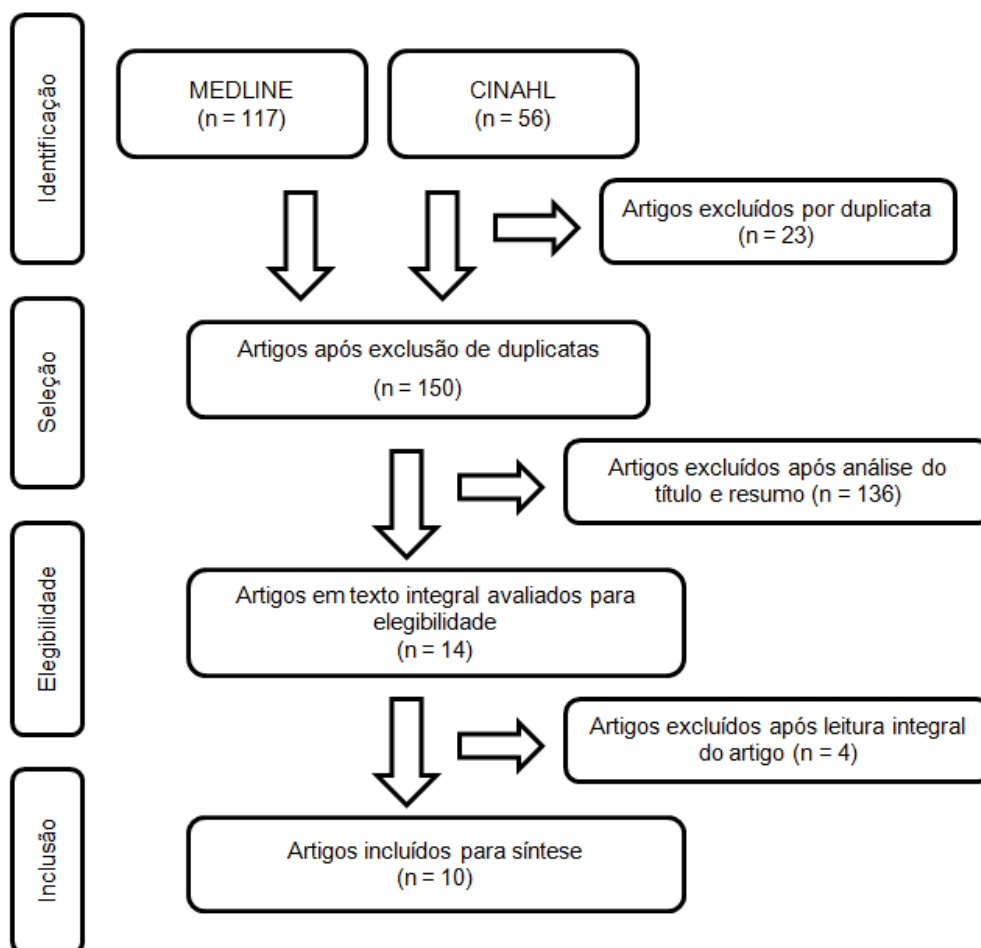 Identificação
MEDLINE
(n = 117)
CINAHL
(n = 56)
Artigos excluídos por duplicata
(n = 23)
Seleção
Artigos após exclusão de duplicatas
(n = 150)
Artigos excluídos após análise do
título e resumo (n = 136)
Elegibilidade
Artigos em texto integral avaliados para
elegibilidade
(n = 14)
Artigos excluídos após leitura integral
do artigo (n = 4)
Inclusão
Artigos incluídos para síntese
(n = 10)